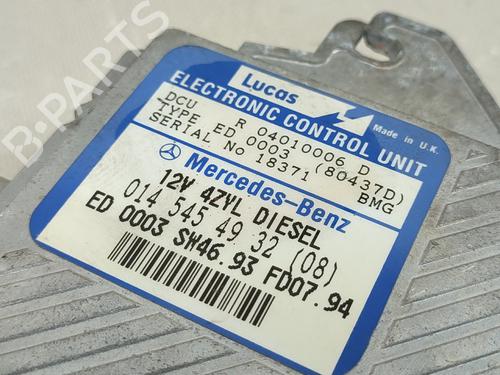 Lucas
Made in U.K.
ELECTRONIC CONTROL UNIT
DCU R 04010006 D
TYPE ED 0003 (80437D)
SERIAL No 18371 BMG
Mercedes-Benz
12V 4ZYL DIESEL
014 545 49 32 (08)
ED 0003 SW46.93 FD07.94
B-PARTS